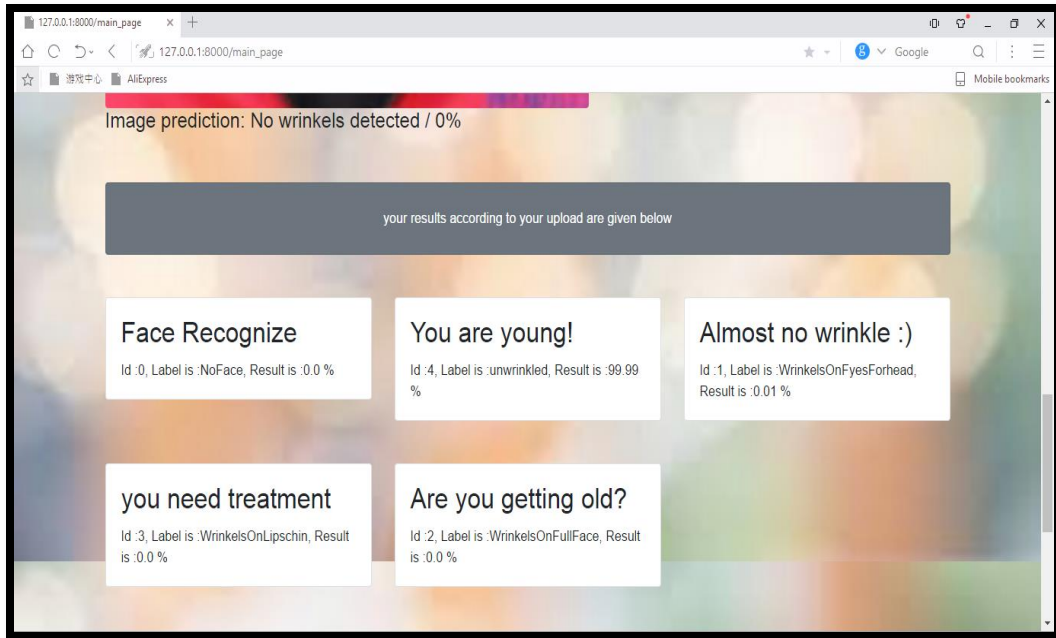 127.0.0.1:8000/main_page
127.0.0.1:8000/main_page
Google
游戏中心 AliExpress Mobile bookmarks
Image prediction: No wrinkels detected / 0%
your results according to your upload are given below
Face Recognize
Id :0, Label is :NoFace, Result is :0.0 %
You are young!
Id :4, Label is :unwrinkled, Result is :99.99
%
Almost no wrinkle :)
Id :1, Label is :WrinkelsOnFyesForhead,
Result is :0.01 %
you need treatment
Id :3, Label is :WrinkelsOnLipschin, Result
is :0.0 %
Are you getting old?
Id :2, Label is :WrinkelsOnFullFace, Result
is :0.0 %